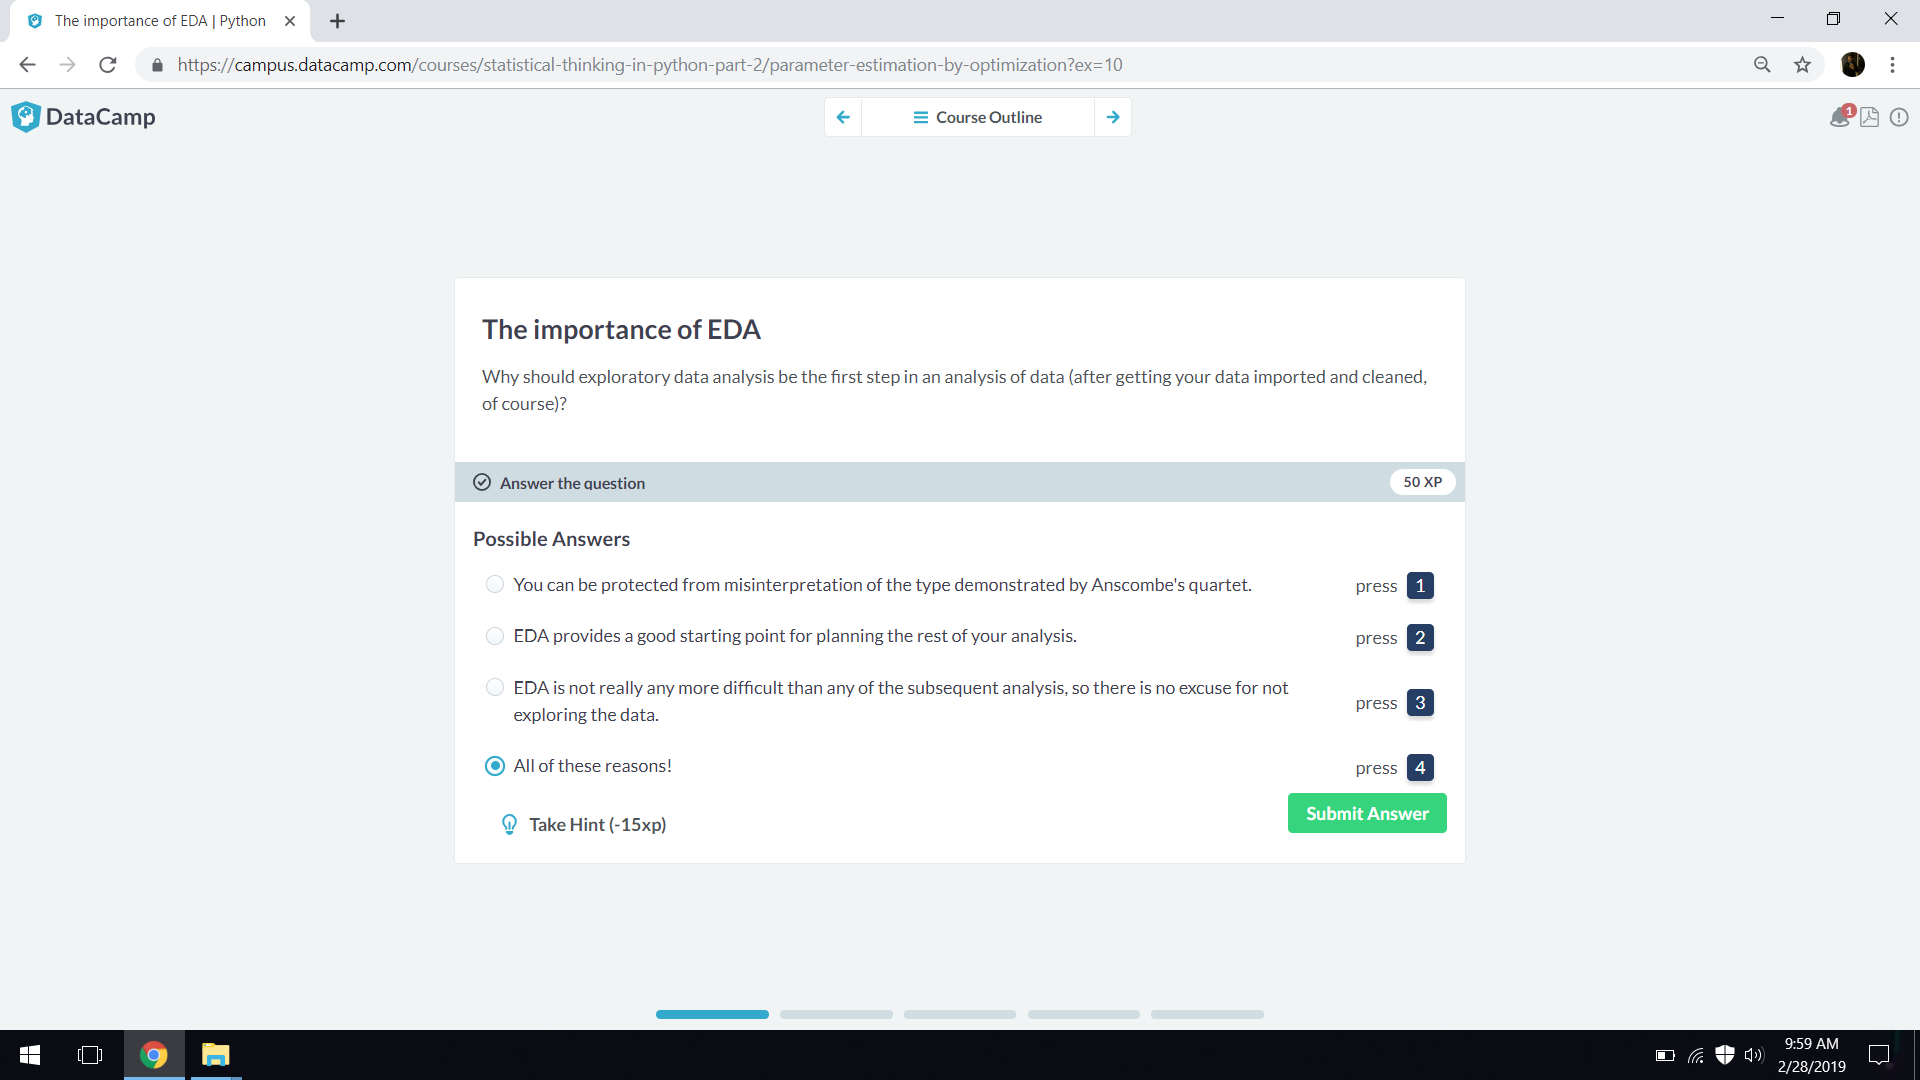 The importance of EDA | Python
https://campus.datacamp.com/courses/statistical-thinking-in-python-part-2/parameter-estimation-by-optimization?ex=10
DataCamp
Course Outline
1
The importance of EDA
Why should exploratory data analysis be the first step in an analysis of data (after getting your data imported and cleaned,
of course)?
Answer the question
50 XP
Possible Answers
You can be protected from misinterpretation of the type demonstrated by Anscombe's quartet.
press 1
EDA provides a good starting point for planning the rest of your analysis.
press 2
EDA is not really any more difficult than any of the subsequent analysis, so there is no excuse for not
exploring the data.
press 3
All of these reasons!
press 4
Take Hint (-15xp)
Submit Answer
9:59 AM
2/28/2019